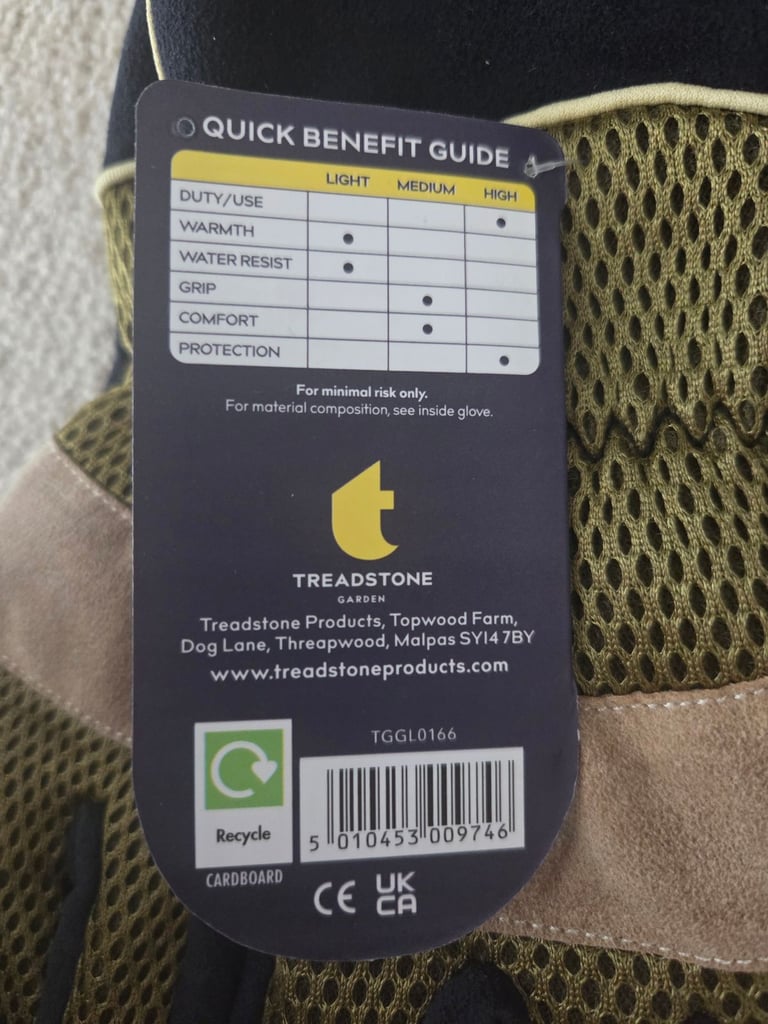 QUICK BENEFIT GUIDE
LIGHT MEDIUM HIGH
DUTY/USE •
WARMTH •
WATER RESIST •
GRIP •
COMFORT •
PROTECTION •
For minimal risk only.
For material composition, see inside glove.
t
TREADSTONE
GARDEN
Treadstone Products, Topwood Farm,
Dog Lane, Threapwood, Malpas SY14 7BY
www.treadstoneproducts.com
TGGL0166
Recycle
5 010453 009746
CARDBOARD
CE UK
CA